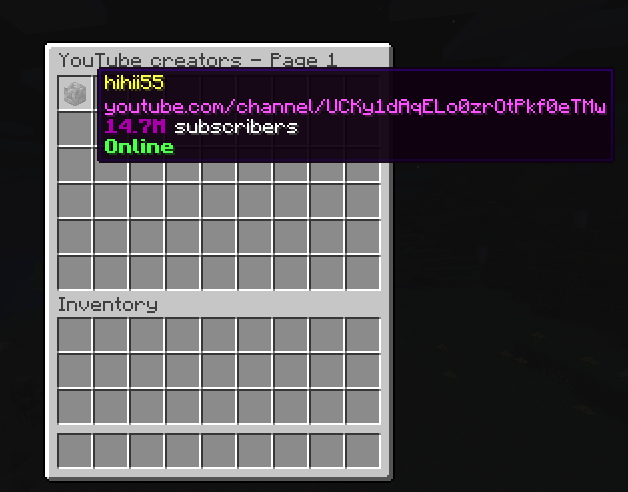 YouTube creators - Page 1
hihii55
youtube.com/channel/UCKy1dAqELo0zrOtPkf0eTMw
14.7M subscribers
Online
Inventory